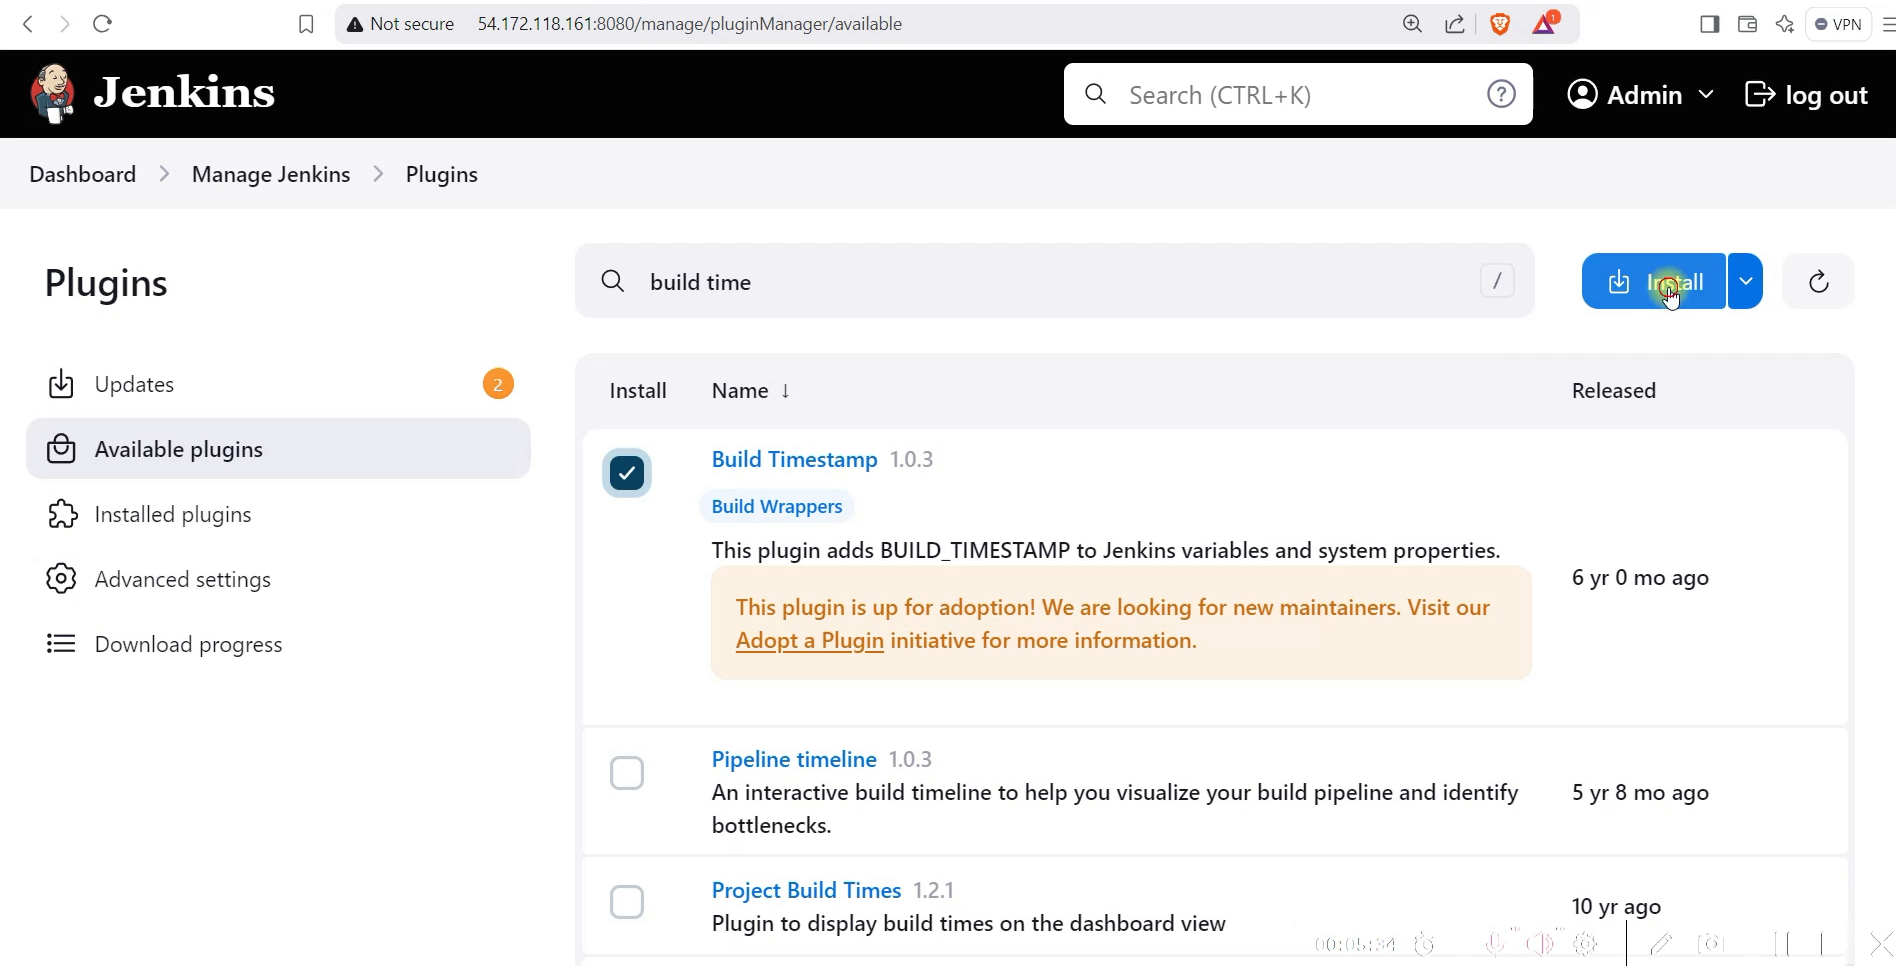 Not secure 54.172.118.161:8080/manage/pluginManager/available 1 VPN
Jenkins Search (CTRL+K) ? Admin log out
Dashboard > Manage Jenkins > Plugins
Plugins build time / Install
Updates 2
Available plugins
Installed plugins
Advanced settings
Download progress
Install Name ↓ Released
Build Timestamp 1.0.3
Build Wrappers
This plugin adds BUILD_TIMESTAMP to Jenkins variables and system properties.
6 yr 0 mo ago
This plugin is up for adoption! We are looking for new maintainers. Visit our
Adopt a Plugin initiative for more information.
Pipeline timeline 1.0.3
An interactive build timeline to help you visualize your build pipeline and identify
bottlenecks.
5 yr 8 mo ago
Project Build Times 1.2.1
Plugin to display build times on the dashboard view
10 yr ago
00:05:34